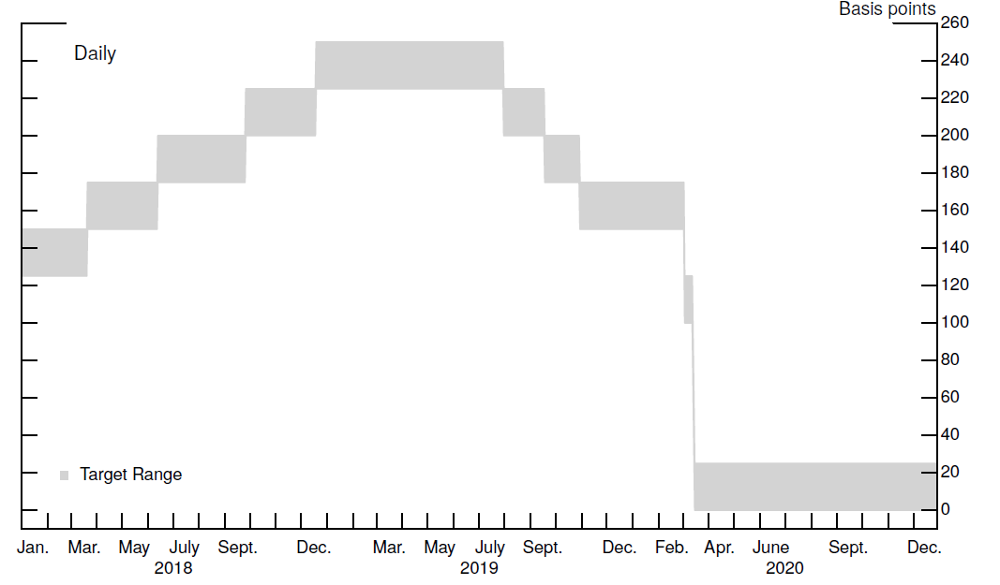 Basis points
Daily
260
240
220
200
180
160
140
120
100
80
60
40
20
0
Target Range
Jan. Mar. May July Sept. Dec. Mar. May July Sept. Dec. Feb. Apr. June Sept. Dec.
2018 2019 2020